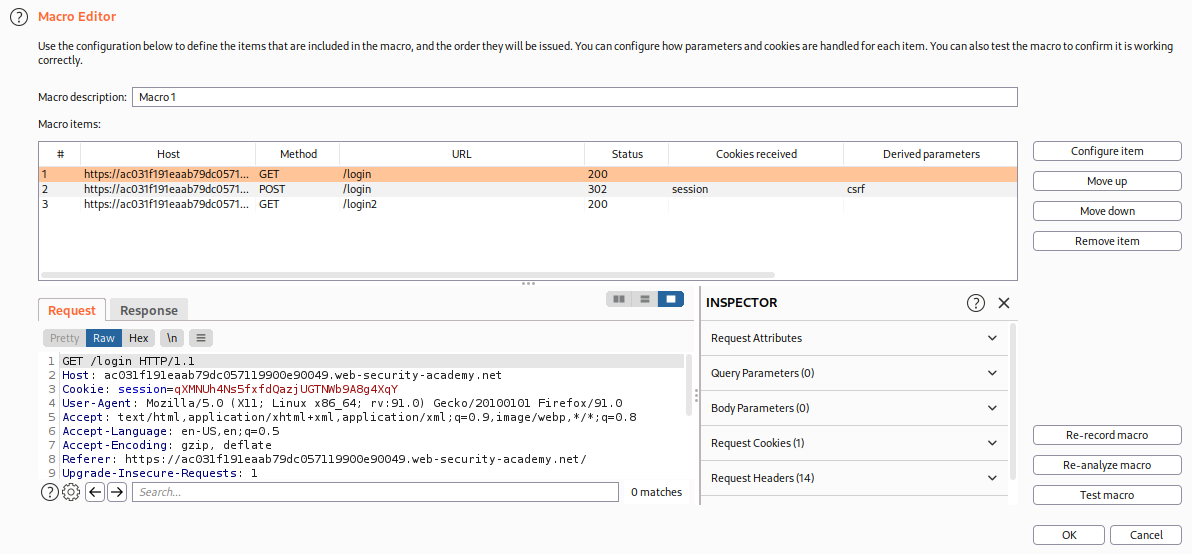 ? Macro Editor
Use the configuration below to define the items that are included in the macro, and the order they will be issued. You can configure how parameters and cookies are handled for each item. You can also test the macro to confirm it is working
correctly.
Macro description: Macro 1
Macro items:
# Host Method URL Status Cookies received Derived parameters
1 https://ac031f191eaab79dc0571... GET /login 200
2 https://ac031f191eaab79dc0571... POST /login 302 session csrf
3 https://ac031f191eaab79dc0571... GET /login2 200
Configure item
Move up
Move down
Remove item
Request Response
Pretty Raw Hex \n
1 GET /login HTTP/1.1
2 Host: ac031f191eaab79dc057119900e90049.web-security-academy.net
3 Cookie: session=qXMNUh4Ns5fxfdQazjUGTNWb9A8g4XqY
4 User-Agent: Mozilla/5.0 (X11; Linux x86_64; rv:91.0) Gecko/20100101 Firefox/91.0
5 Accept: text/html,application/xhtml+xml,application/xml;q=0.9,image/webp,*/*;q=0.8
6 Accept-Language: en-US,en;q=0.5
7 Accept-Encoding: gzip, deflate
8 Referer: https://ac031f191eaab79dc057119900e90049.web-security-academy.net/
9 Upgrade-Insecure-Requests: 1
? Search... 0 matches
INSPECTOR ?
Request Attributes
Query Parameters (0)
Body Parameters (0)
Request Cookies (1)
Request Headers (14)
Re-record macro
Re-analyze macro
Test macro
OK Cancel